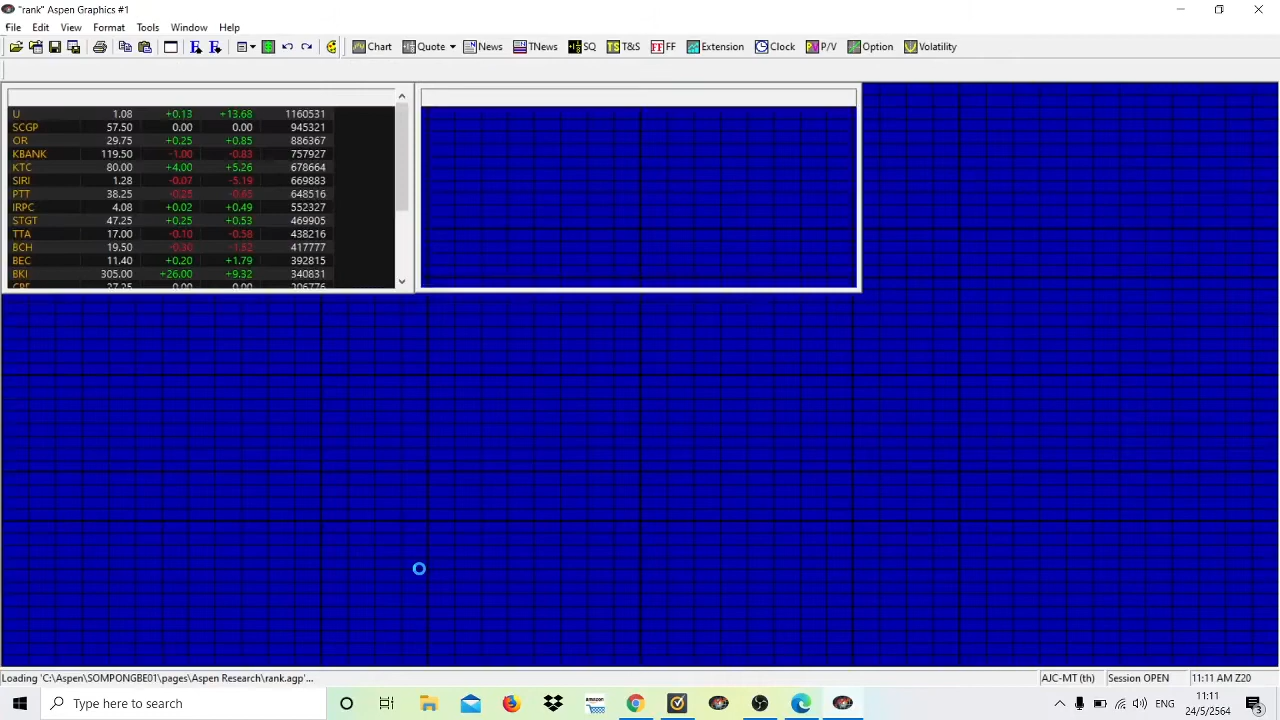 "rank" Aspen Graphics #1
File Edit View Format Tools Window Help
Chart Quote News TNews SQ T&S FF Extension Clock P/V Option Volatility
U 1.08 +0.13 +13.68 1160531
SCGP 57.50 0.00 0.00 945321
OR 29.75 +0.25 +0.85 886367
KBANK 119.50 -1.00 -0.83 757927
KTC 80.00 +4.00 +5.26 678664
SIRI 1.28 -0.07 -5.19 669883
PTT 38.25 -0.25 -0.65 648516
IRPC 4.08 +0.02 +0.49 552327
STGT 47.25 +0.25 +0.53 469905
TTA 17.00 -0.10 -0.58 438216
BCH 19.50 -0.30 -1.52 417777
BEC 11.40 +0.20 +1.79 392815
BKI 305.00 +26.00 +9.32 340831
Loading 'C:\Aspen\SOMPONGBE01\pages\Aspen Research\rank.agp'... AJC-MT (th) Session OPEN 11:11 AM Z20
Type here to search amazon ENG 11:11
24/5/2564 3